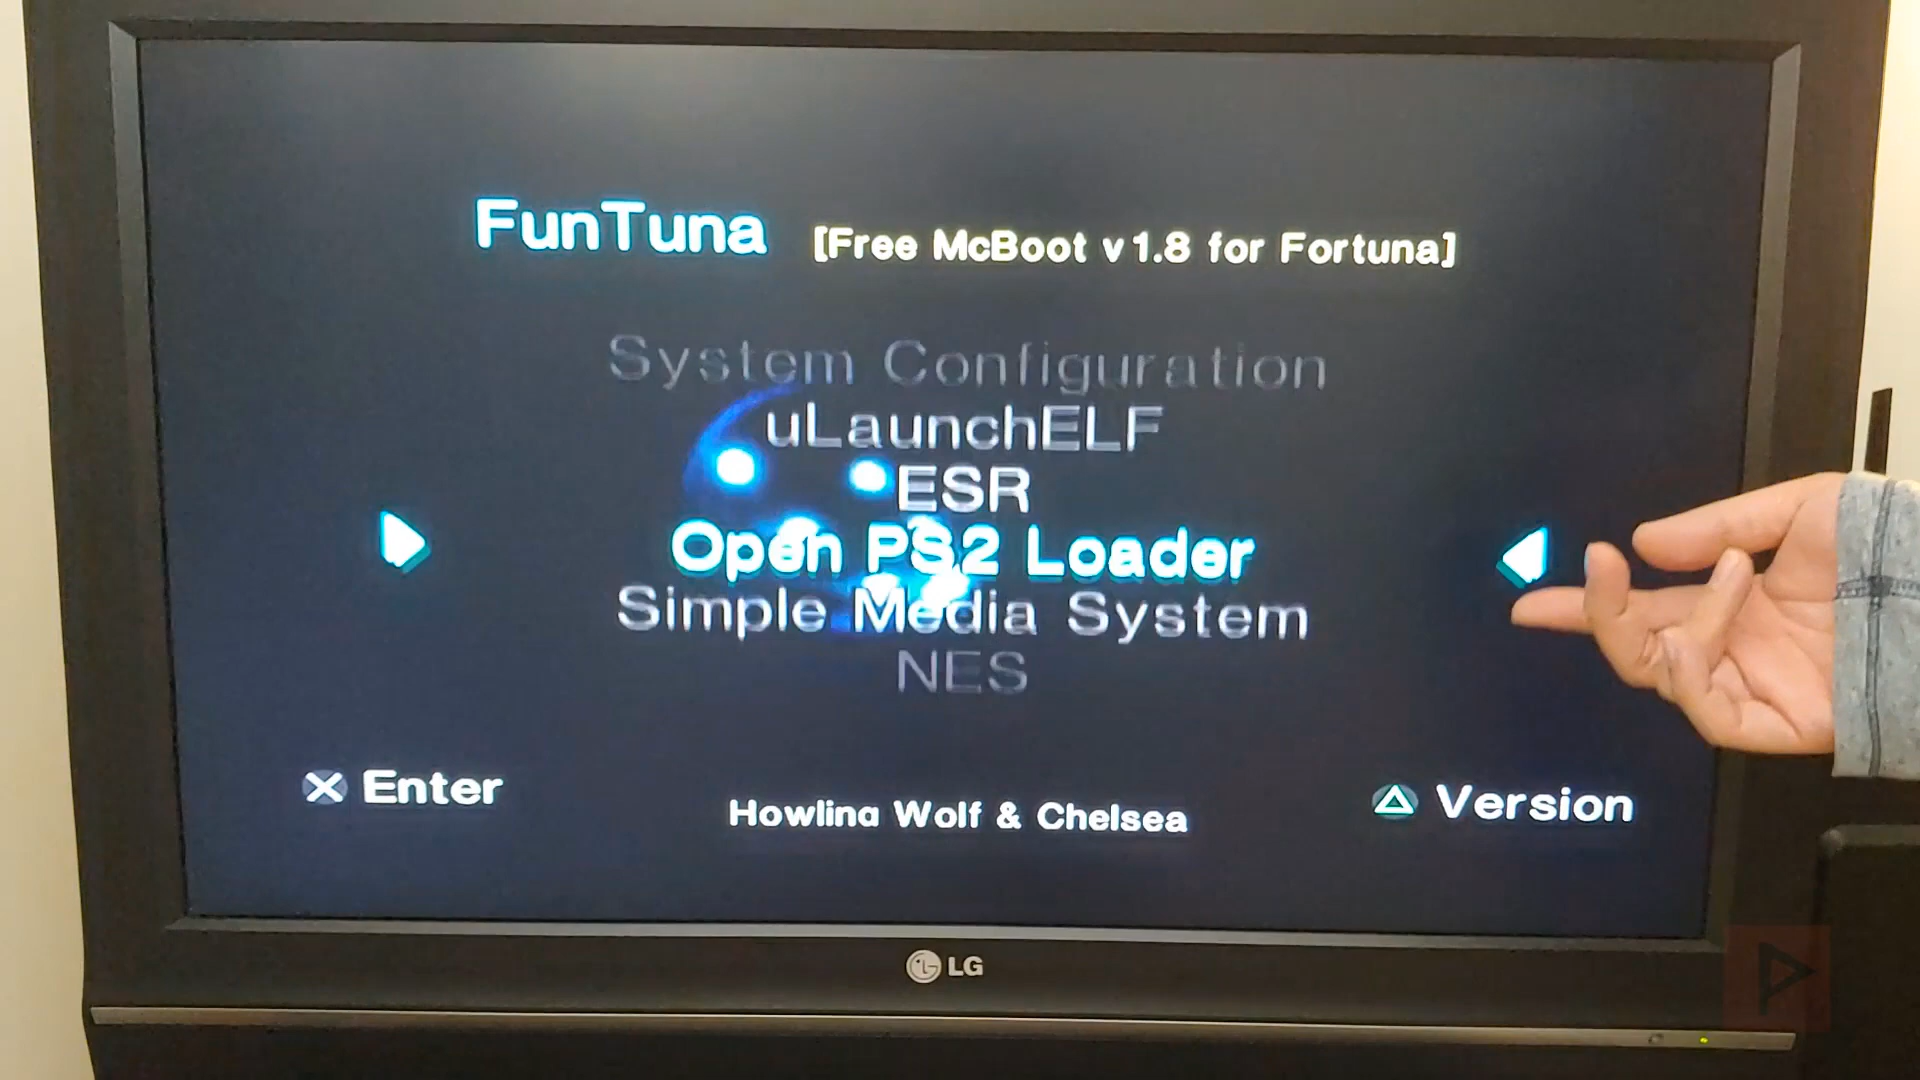 FunTuna [Free McBoot v1.8 for Fortuna]
System Configuration
uLaunchELF
ESR
Open PS2 Loader
Simple Media System
NES
Enter
Howling Wolf & Chelsea
Version
LG